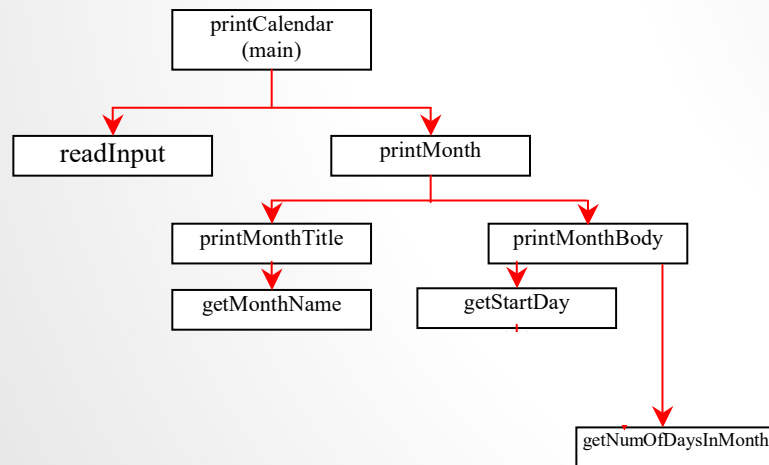 printCalendar
(main)
readInput
printMonth
printMonthTitle
printMonthBody
getMonthName
getStartDay
getNumOfDaysInMonth